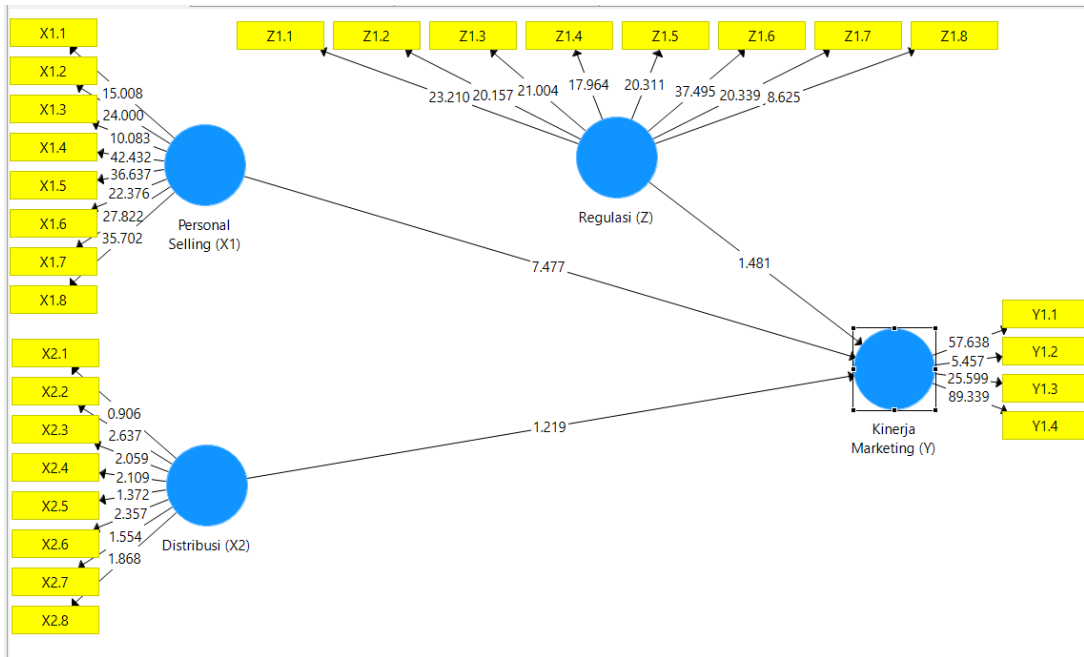 X1.1
X1.2
X1.3
X1.4
X1.5
X1.6
X1.7
X1.8
15.008
24.000
10.083
42.432
36.637
22.376
27.822
35.702
Personal
Selling (X1)
Z1.1
Z1.2
Z1.3
Z1.4
Z1.5
Z1.6
Z1.7
Z1.8
23.210
20.157
21.004
17.964
20.311
37.495
20.339
8.625
Regulasi (Z)
7.477
1.481
1.219
X2.1
X2.2
X2.3
X2.4
X2.5
X2.6
X2.7
X2.8
0.906
2.637
2.059
2.109
1.372
2.357
1.554
1.868
Distribusi (X2)
Y1.1
Y1.2
Y1.3
Y1.4
57.638
5.457
25.599
89.339
Kinerja
Marketing (Y)